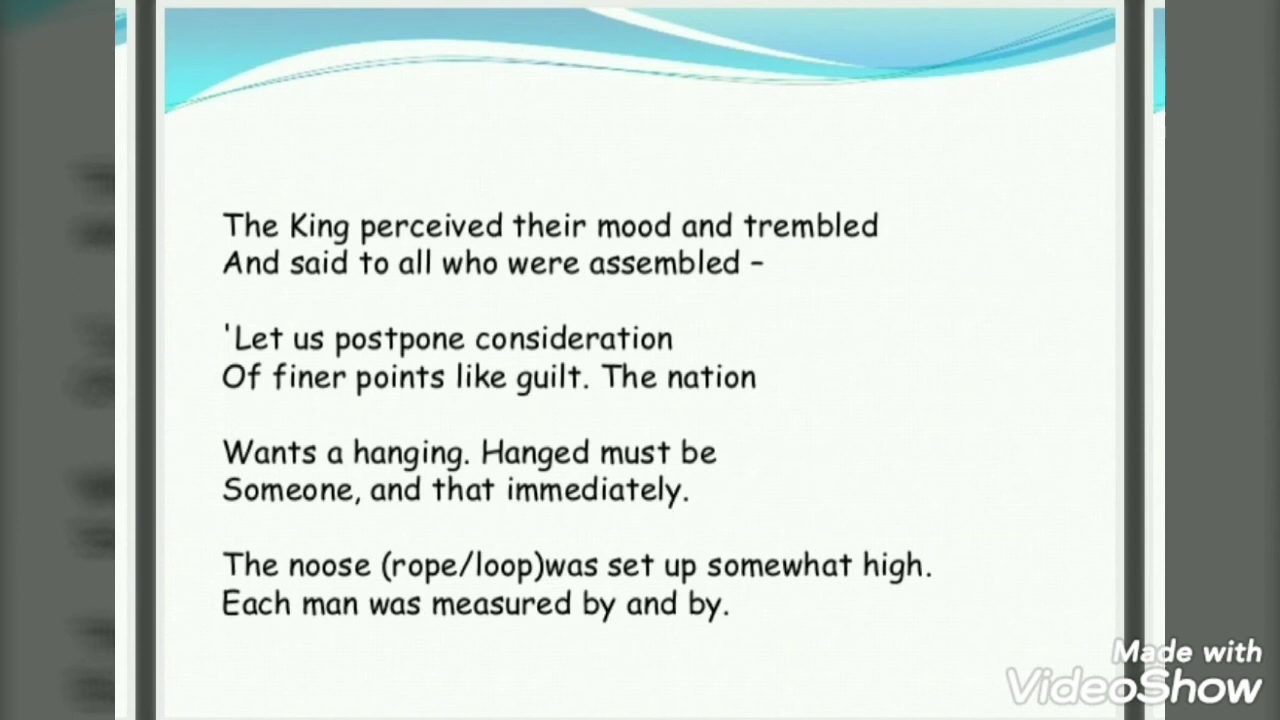 The King perceived their mood and trembled
And said to all who were assembled –
'Let us postpone consideration
Of finer points like guilt. The nation
Wants a hanging. Hanged must be
Someone, and that immediately.
The noose (rope/loop)was set up somewhat high.
Each man was measured by and by.
Made with
VideoShow